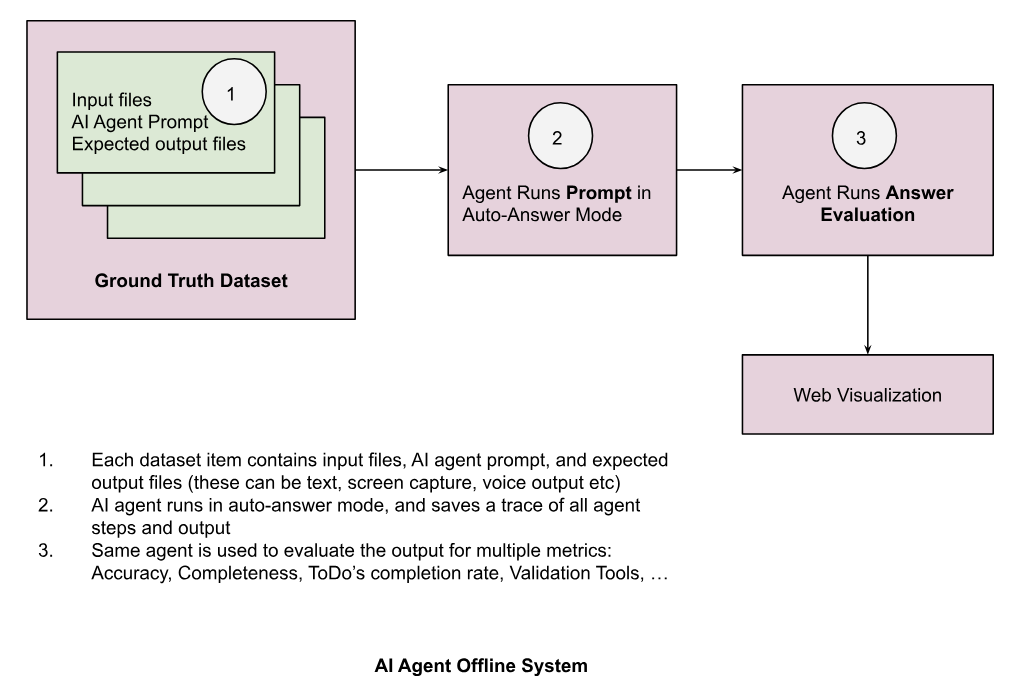 Input files
AI Agent Prompt
Expected output files
1
Ground Truth Dataset
2
Agent Runs Prompt in
Auto-Answer Mode
3
Agent Runs Answer
Evaluation
Web Visualization
1. Each dataset item contains input files, AI agent prompt, and expected
output files (these can be text, screen capture, voice output etc)
2. AI agent runs in auto-answer mode, and saves a trace of all agent
steps and output
3. Same agent is used to evaluate the output for multiple metrics:
Accuracy, Completeness, ToDo’s completion rate, Validation Tools, …
AI Agent Offline System